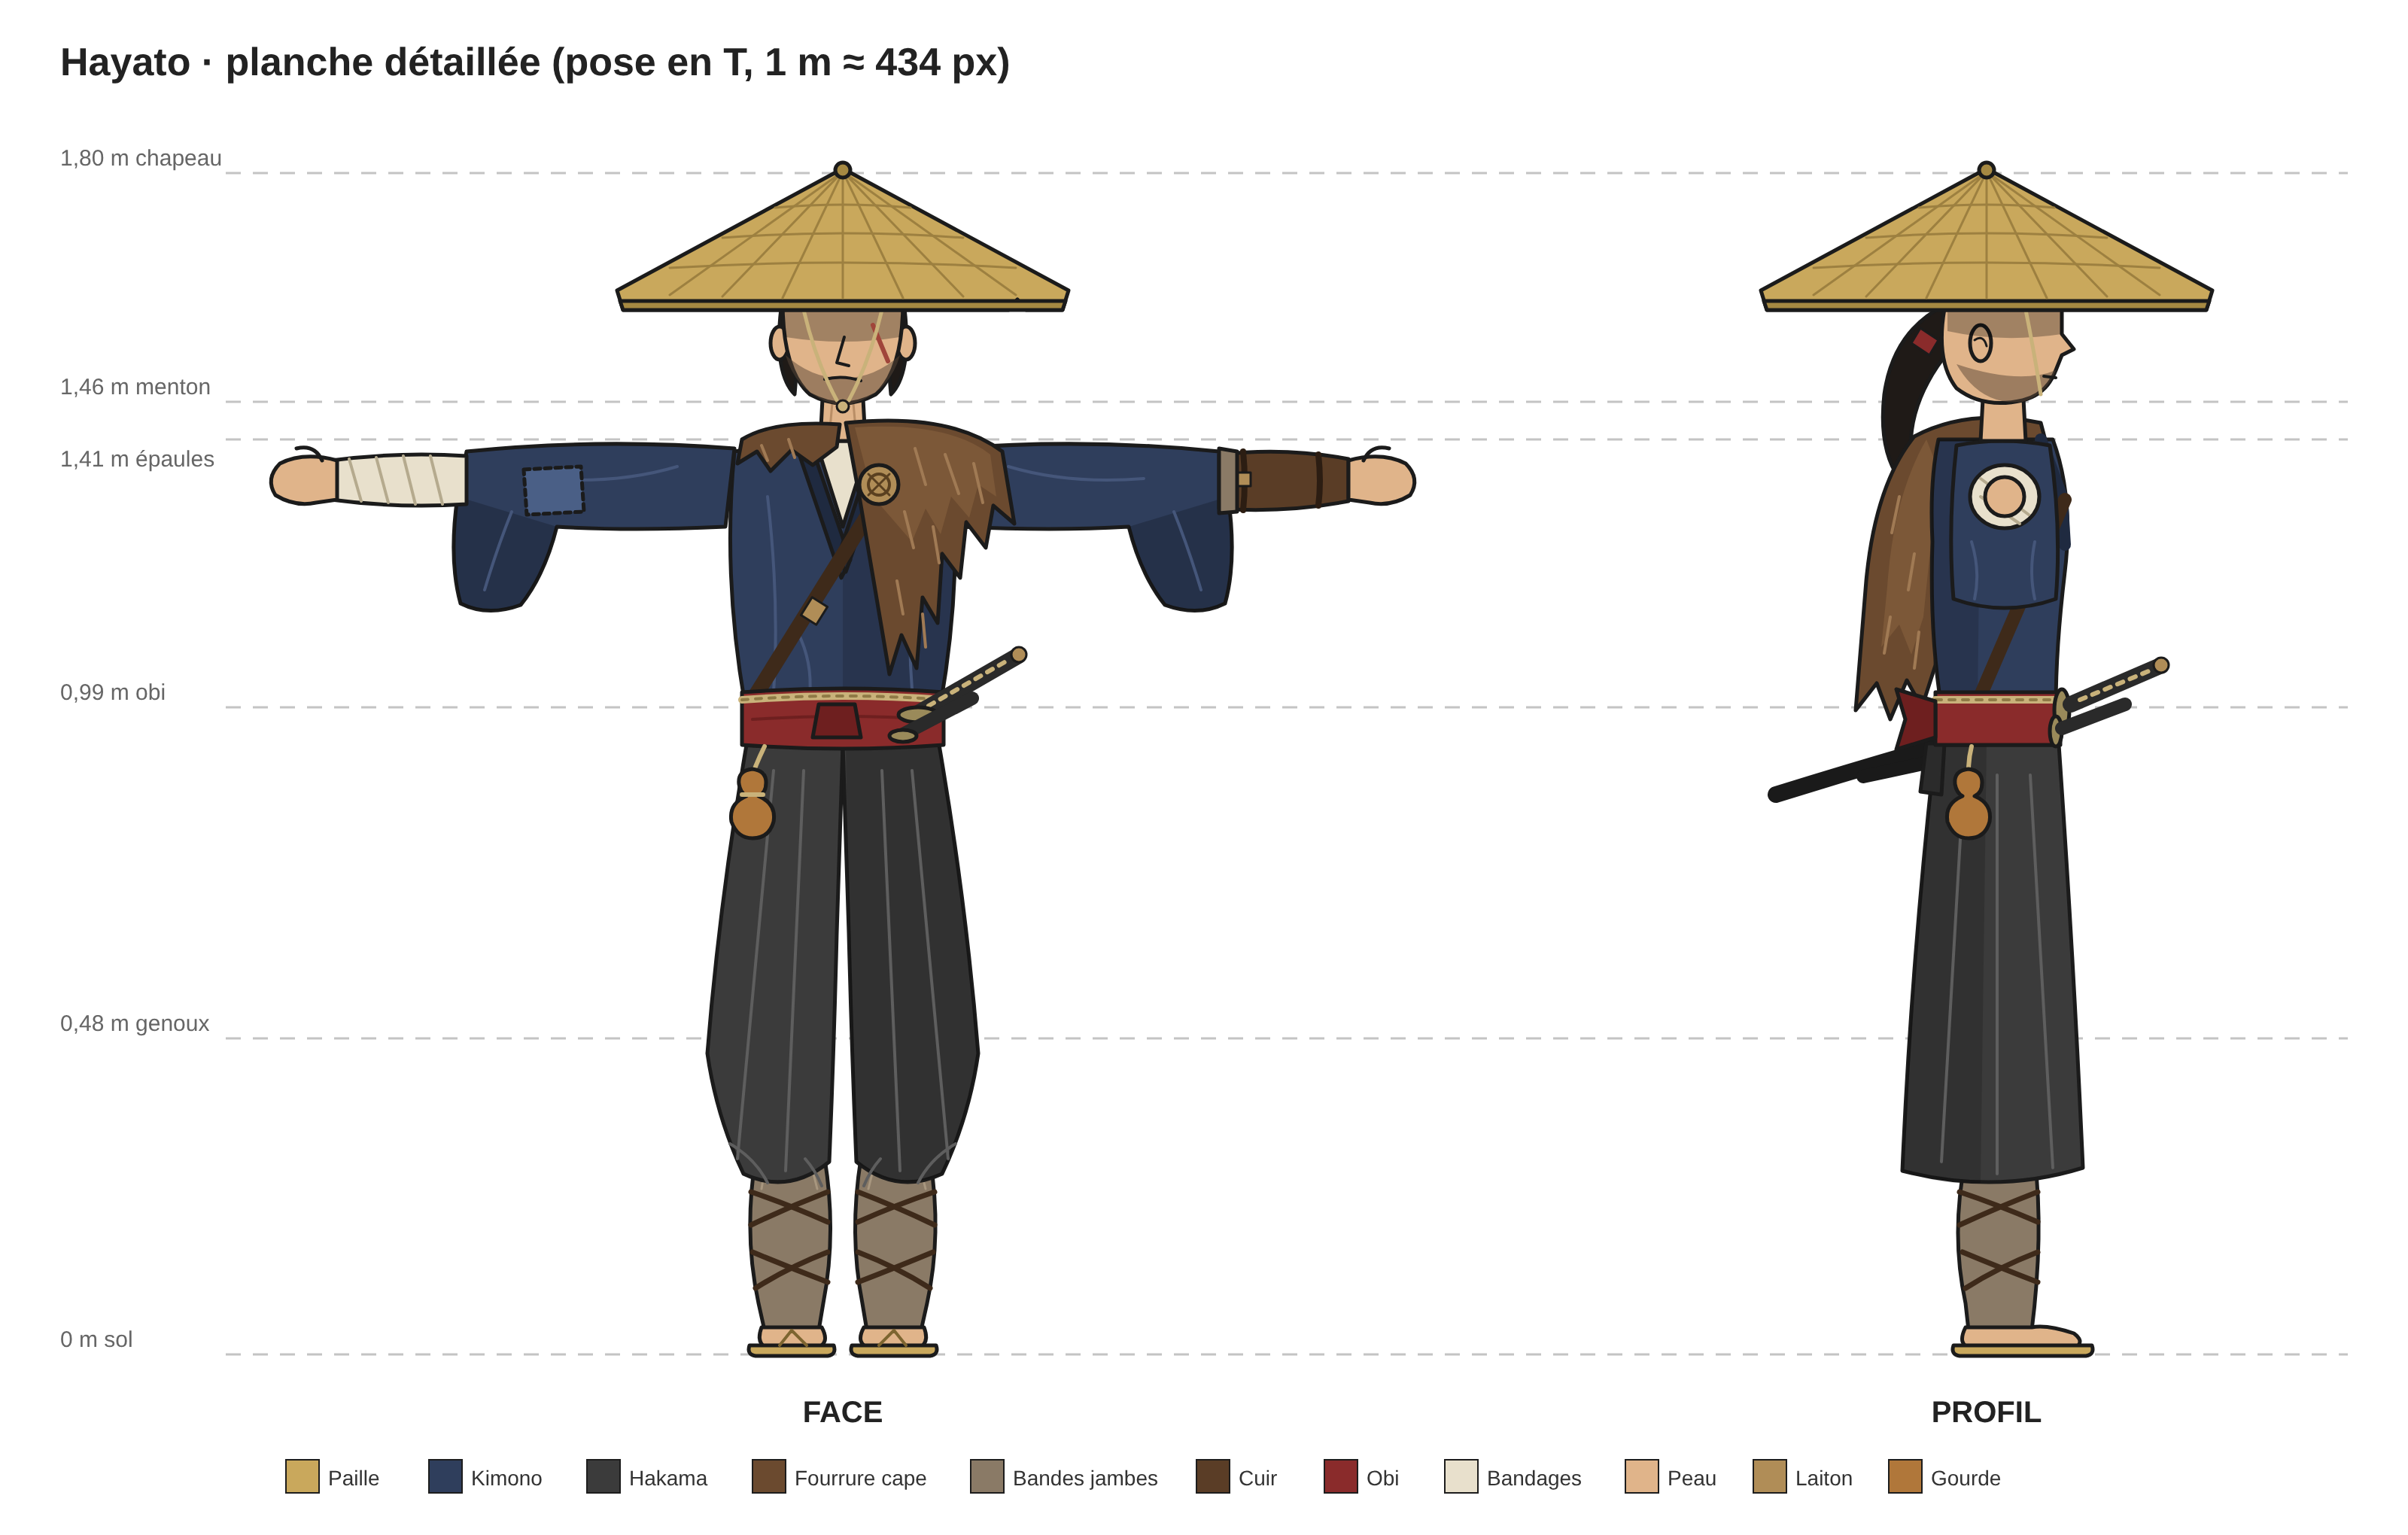 Hayato · planche détaillée (pose en T, 1 m ≈ 434 px)
1,80 m chapeau
1,46 m menton
1,41 m épaules
0,99 m obi
0,48 m genoux
0 m sol
FACE
PROFIL
Paille
Kimono
Hakama
Fourrure cape
Bandes jambes
Cuir
Obi
Bandages
Peau
Laiton
Gourde